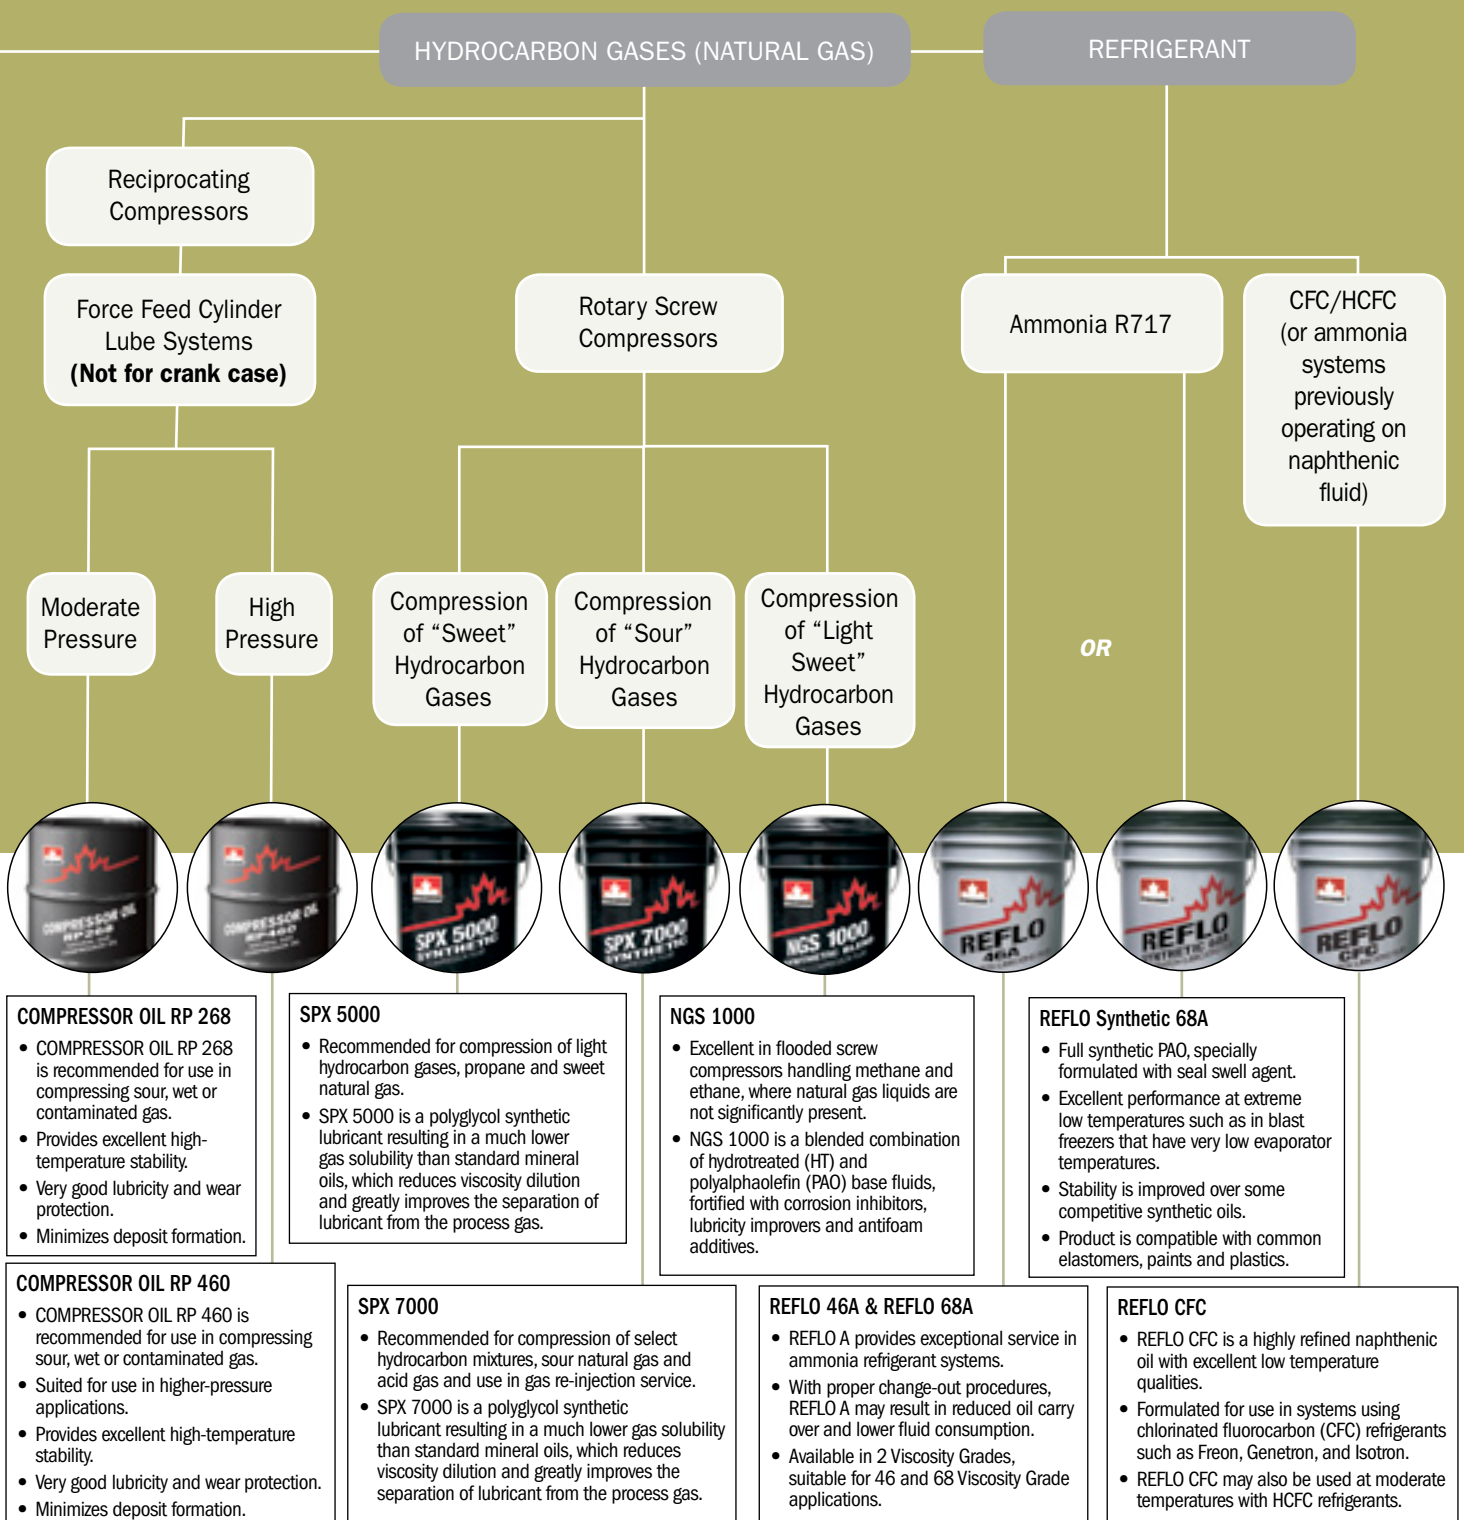 HYDROCARBON GASES (NATURAL GAS)
REFRIGERANT
Reciprocating
Compressors
Force Feed Cylinder
Lube Systems
(Not for crank case)
Rotary Screw
Compressors
Ammonia R717
CFC/HCFC
(or ammonia
systems
previously
operating on
naphthenic
fluid)
Moderate
Pressure
High
Pressure
Compression
of “Sweet”
Hydrocarbon
Gases
Compression
of “Sour”
Hydrocarbon
Gases
Compression
of “Light
Sweet”
Hydrocarbon
Gases
OR
COMPRESSOR OIL
RP 268
COMPRESSOR OIL
RP 460
SPX 5000
SYNTHETIC
SPX 7000
SYNTHETIC
NGS 1000
REFLO
46A
REFLO
SYNTHETIC 68A
REFLO
CFC
COMPRESSOR OIL RP 268
• COMPRESSOR OIL RP 268
is recommended for use in
compressing sour, wet or
contaminated gas.
• Provides excellent high-
temperature stability.
• Very good lubricity and wear
protection.
• Minimizes deposit formation.
SPX 5000
• Recommended for compression of light
hydrocarbon gases, propane and sweet
natural gas.
• SPX 5000 is a polyglycol synthetic
lubricant resulting in a much lower
gas solubility than standard mineral
oils, which reduces viscosity dilution
and greatly improves the separation of
lubricant from the process gas.
NGS 1000
• Excellent in flooded screw
compressors handling methane and
ethane, where natural gas liquids are
not significantly present.
• NGS 1000 is a blended combination
of hydrotreated (HT) and
polyalphaolefin (PAO) base fluids,
fortified with corrosion inhibitors,
lubricity improvers and antifoam
additives.
REFLO Synthetic 68A
• Full synthetic PAO, specially
formulated with seal swell agent.
• Excellent performance at extreme
low temperatures such as in blast
freezers that have very low evaporator
temperatures.
• Stability is improved over some
competitive synthetic oils.
• Product is compatible with common
elastomers, paints and plastics.
COMPRESSOR OIL RP 460
• COMPRESSOR OIL RP 460 is
recommended for use in compressing
sour, wet or contaminated gas.
• Suited for use in higher-pressure
applications.
• Provides excellent high-temperature
stability.
• Very good lubricity and wear protection.
• Minimizes deposit formation.
SPX 7000
• Recommended for compression of select
hydrocarbon mixtures, sour natural gas and
acid gas and use in gas re-injection service.
• SPX 7000 is a polyglycol synthetic
lubricant resulting in a much lower gas solubility
than standard mineral oils, which reduces
viscosity dilution and greatly improves the
separation of lubricant from the process gas.
REFLO 46A & REFLO 68A
• REFLO A provides exceptional service in
ammonia refrigerant systems.
• With proper change-out procedures,
REFLO A may result in reduced oil carry
over and lower fluid consumption.
• Available in 2 Viscosity Grades,
suitable for 46 and 68 Viscosity Grade
applications.
REFLO CFC
• REFLO CFC is a highly refined naphthenic
oil with excellent low temperature
qualities.
• Formulated for use in systems using
chlorinated fluorocarbon (CFC) refrigerants
such as Freon, Genetron, and Isotron.
• REFLO CFC may also be used at moderate
temperatures with HCFC refrigerants.